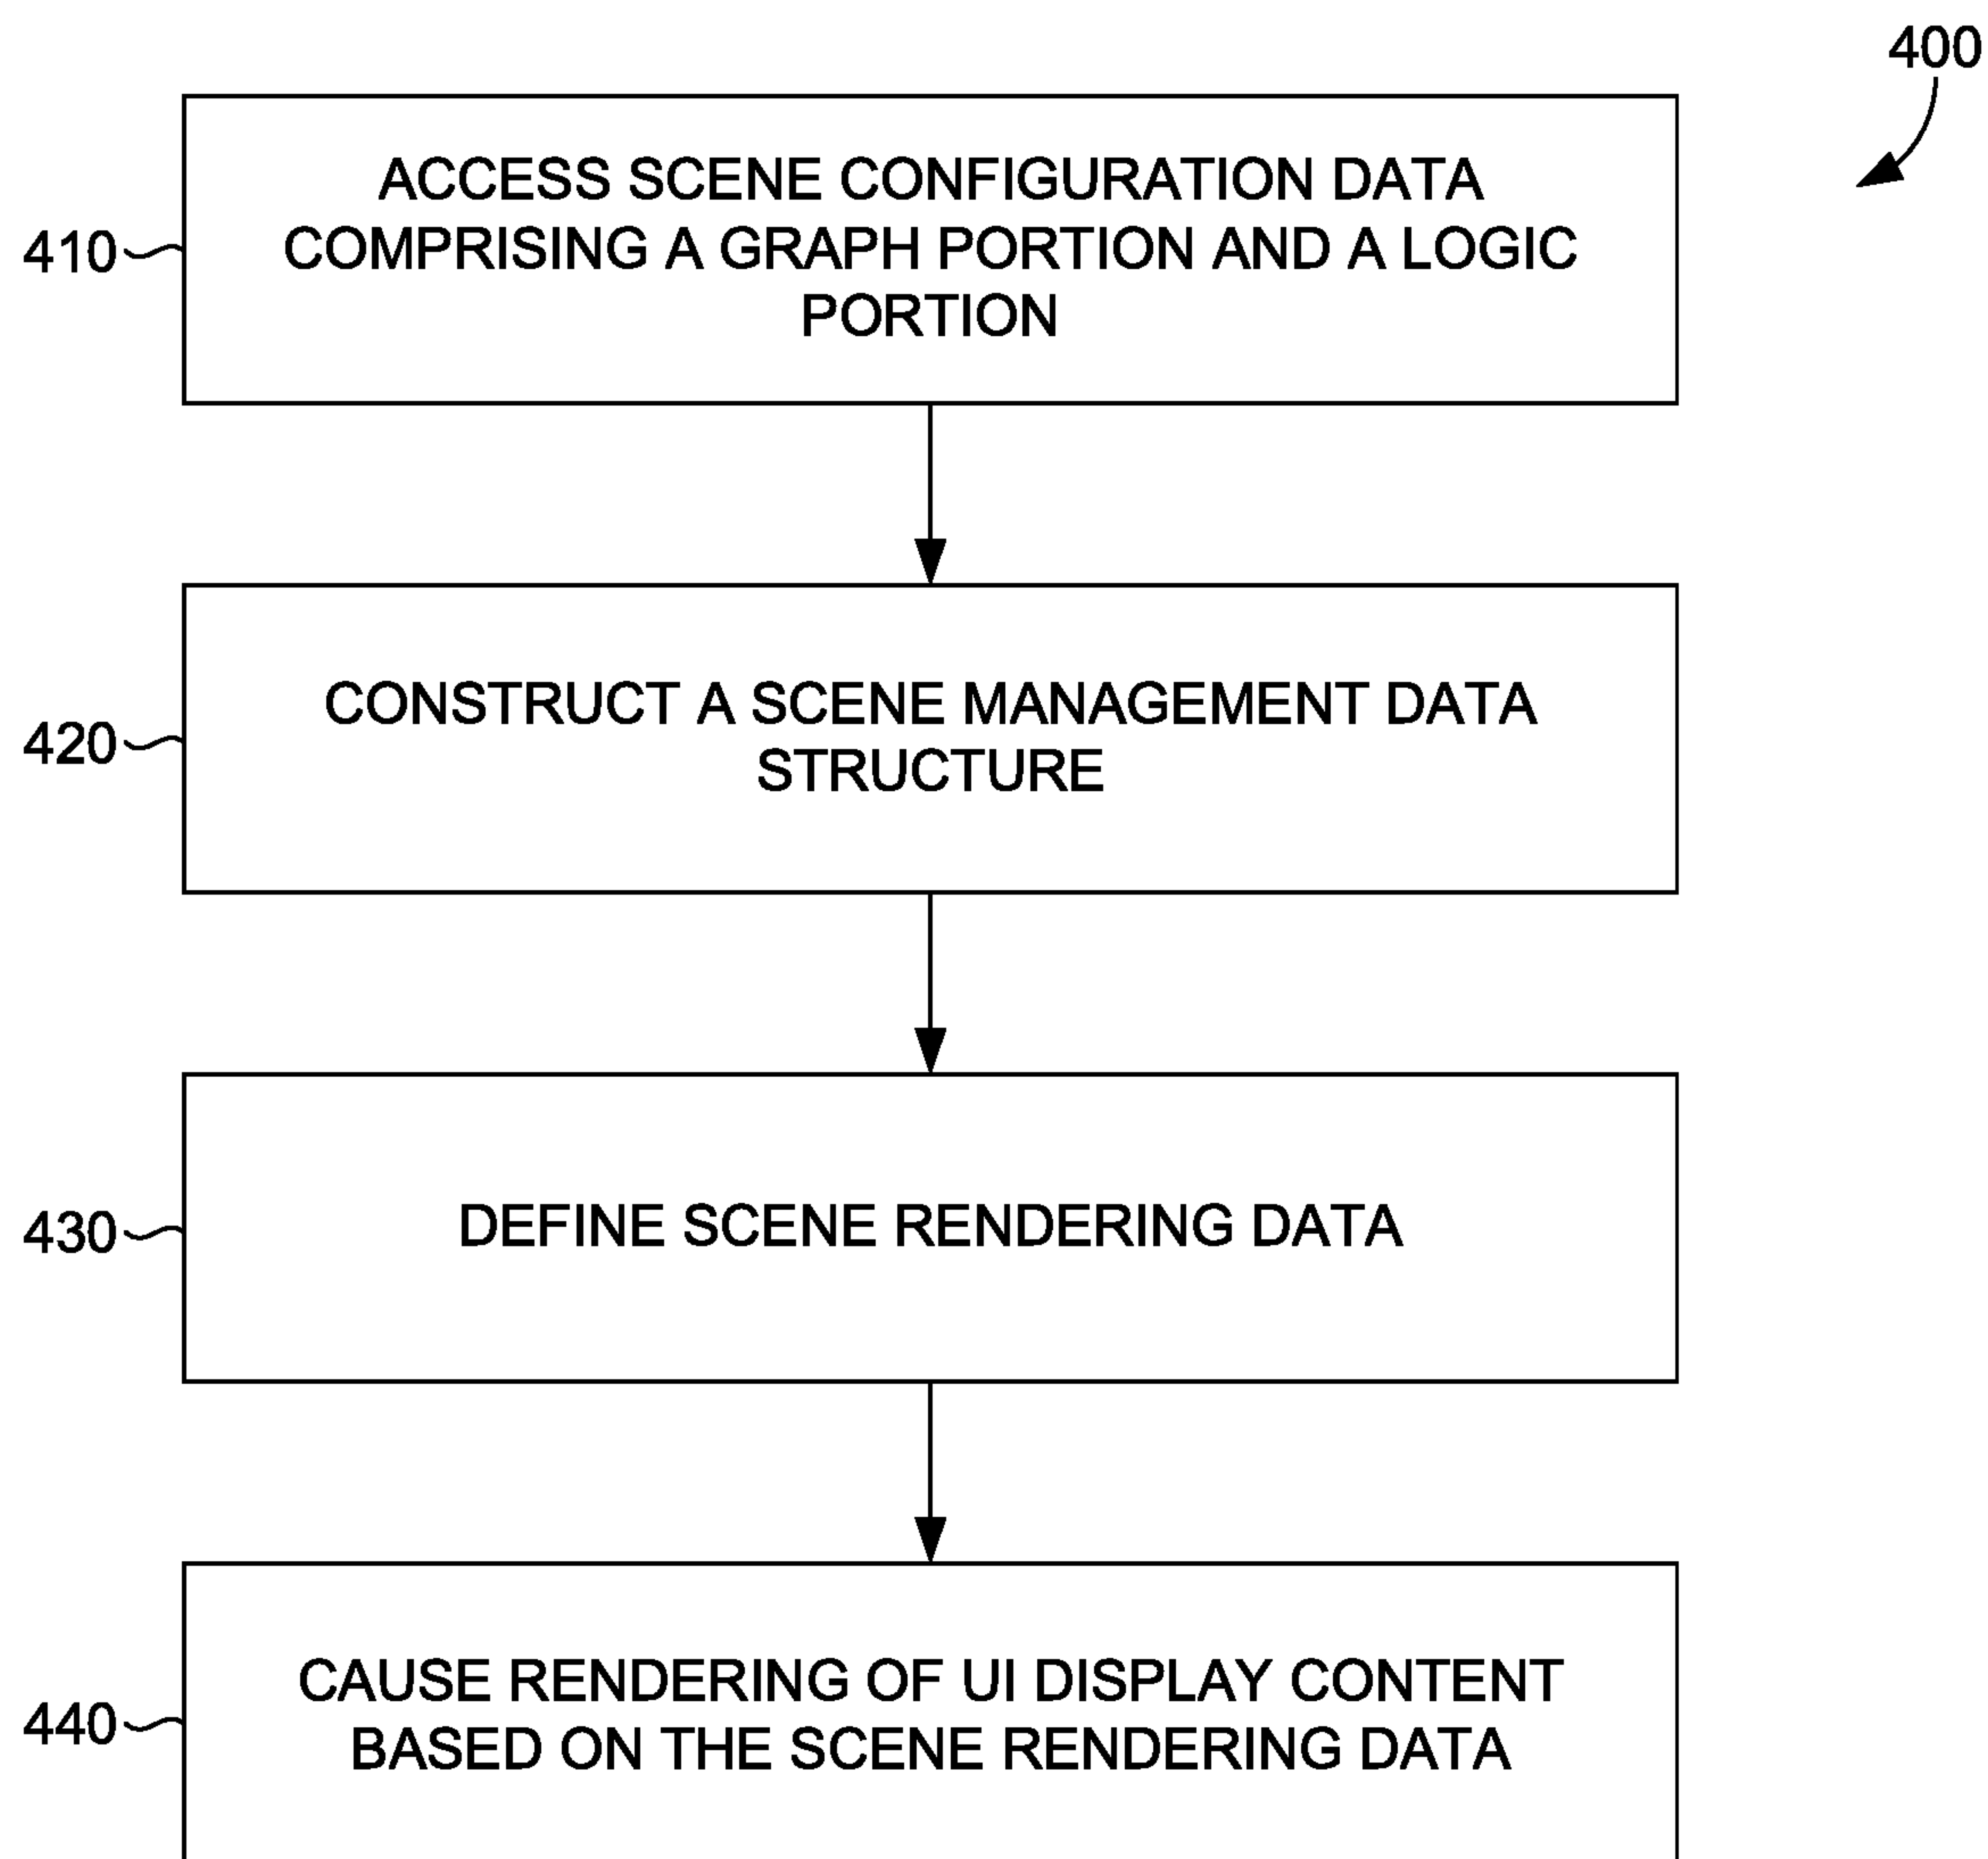 400
ACCESS SCENE CONFIGURATION DATA
COMPRISING A GRAPH PORTION AND A LOGIC
PORTION
410
CONSTRUCT A SCENE MANAGEMENT DATA
STRUCTURE
420
DEFINE SCENE RENDERING DATA
430
CAUSE RENDERING OF UI DISPLAY CONTENT
BASED ON THE SCENE RENDERING DATA
440